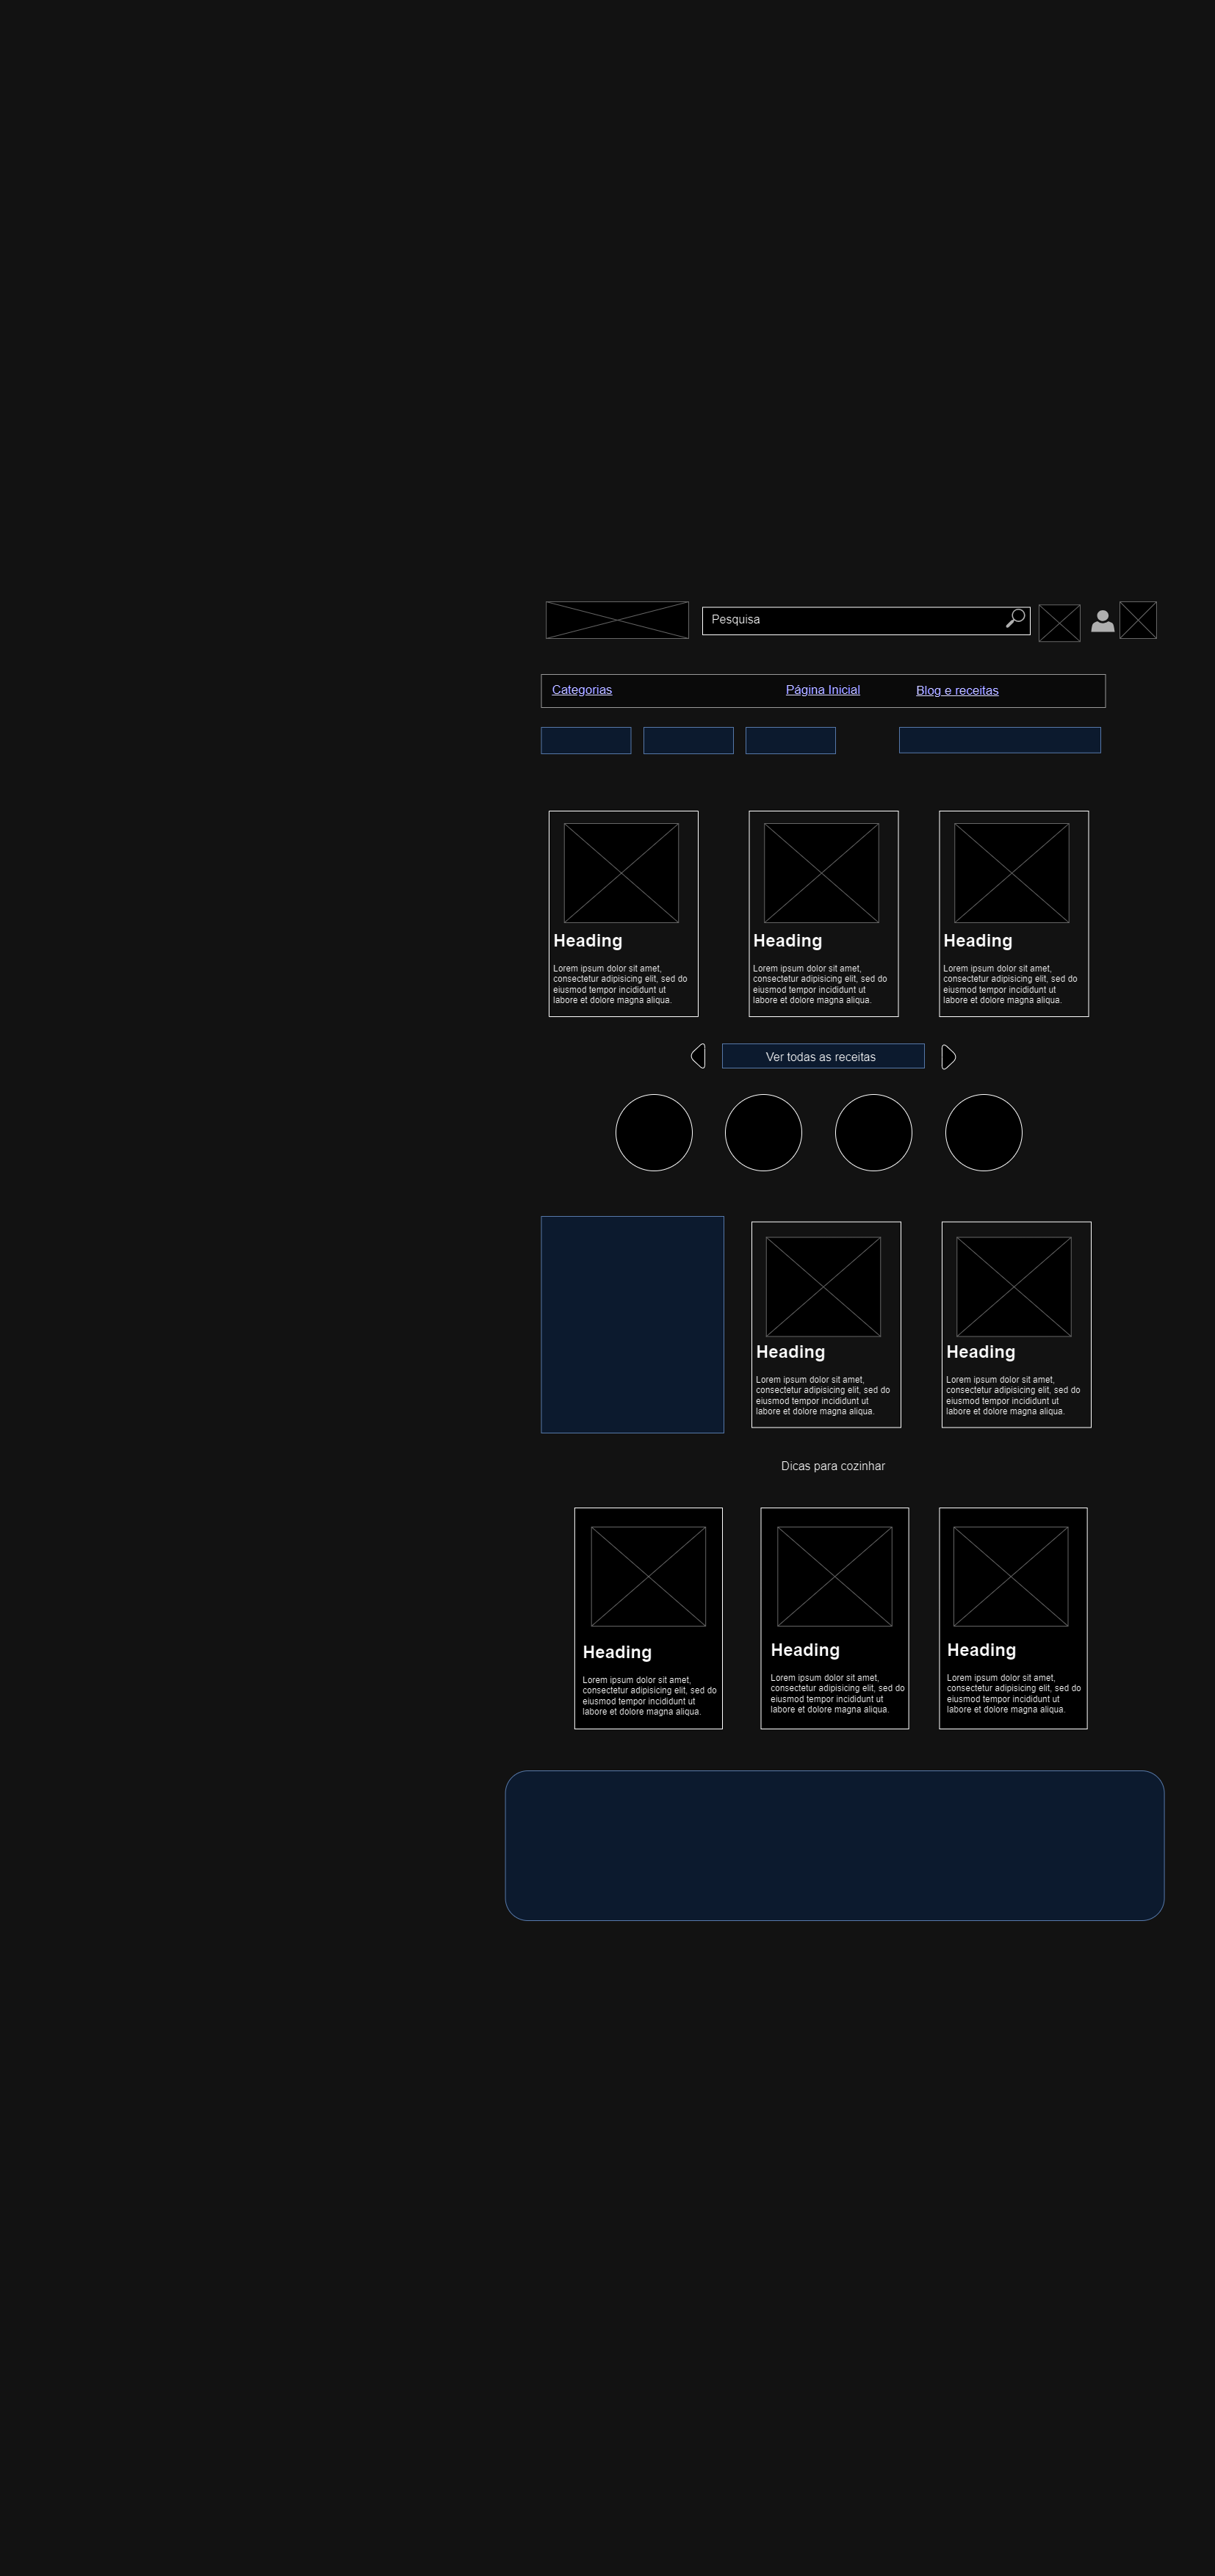 Pesquisa
Categorias
Página Inicial
Blog e receitas
Heading
Lorem ipsum dolor sit amet,
consectetur adipisicing elit, sed do
eiusmod tempor incididunt ut
labore et dolore magna aliqua.
Heading
Lorem ipsum dolor sit amet,
consectetur adipisicing elit, sed do
eiusmod tempor incididunt ut
labore et dolore magna aliqua.
Heading
Lorem ipsum dolor sit amet,
consectetur adipisicing elit, sed do
eiusmod tempor incididunt ut
labore et dolore magna aliqua.
Ver todas as receitas
Heading
Lorem ipsum dolor sit amet,
consectetur adipisicing elit, sed do
eiusmod tempor incididunt ut
labore et dolore magna aliqua.
Heading
Lorem ipsum dolor sit amet,
consectetur adipisicing elit, sed do
eiusmod tempor incididunt ut
labore et dolore magna aliqua.
Dicas para cozinhar
Heading
Lorem ipsum dolor sit amet,
consectetur adipisicing elit, sed do
eiusmod tempor incididunt ut
labore et dolore magna aliqua.
Heading
Lorem ipsum dolor sit amet,
consectetur adipisicing elit, sed do
eiusmod tempor incididunt ut
labore et dolore magna aliqua.
Heading
Lorem ipsum dolor sit amet,
consectetur adipisicing elit, sed do
eiusmod tempor incididunt ut
labore et dolore magna aliqua.